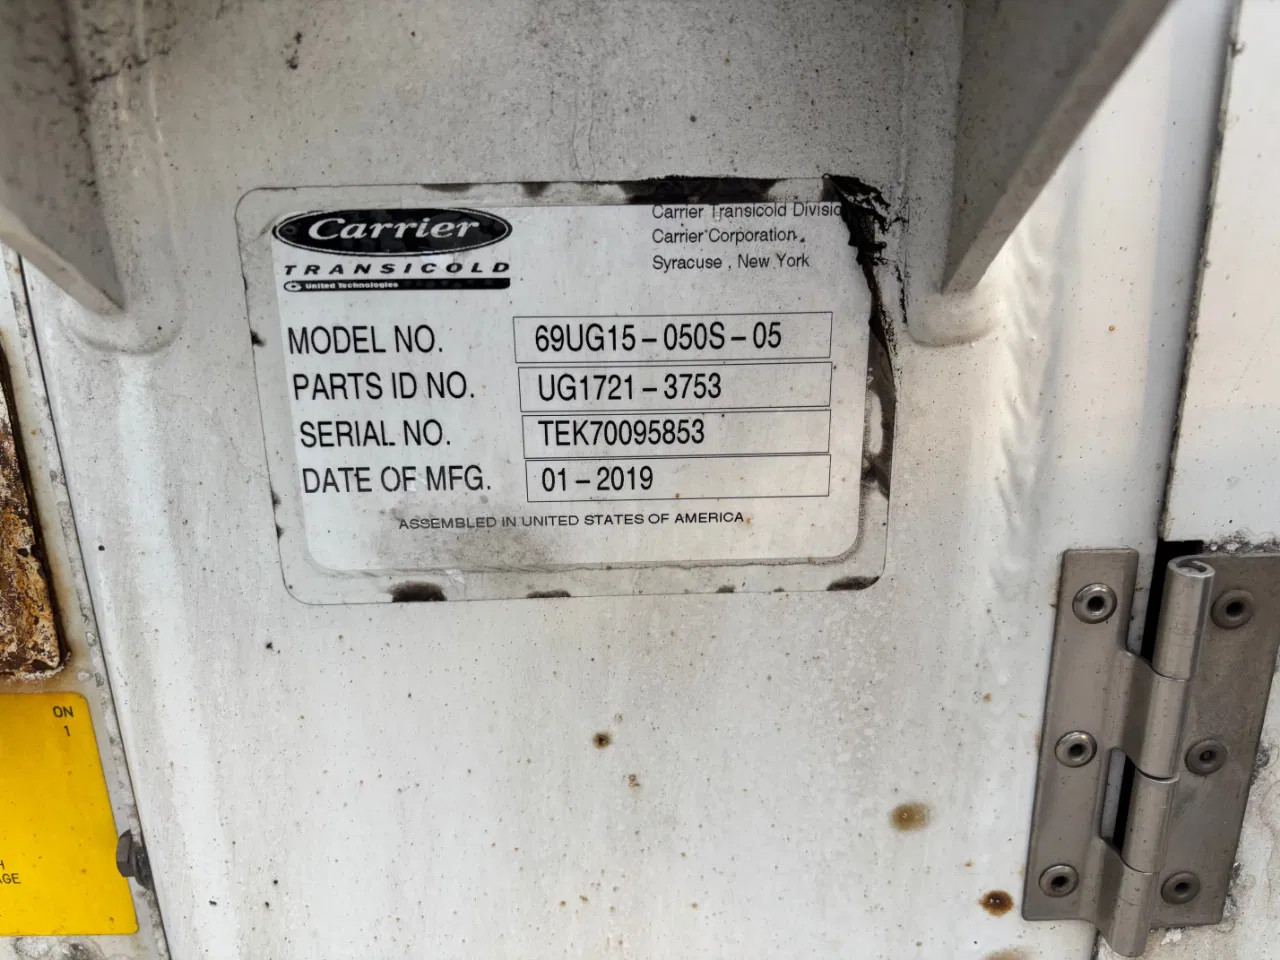 Carrier
TRANSICOLD
United Technologies
Carrier Transicold Divisio
Carrier Corporation.
Syracuse , New York
MODEL NO. 69UG15-050S-05
PARTS ID NO. UG1721-3753
SERIAL NO. TEK70095853
DATE OF MFG. 01-2019
ASSEMBLED IN UNITED STATES OF AMERICA
ON
1